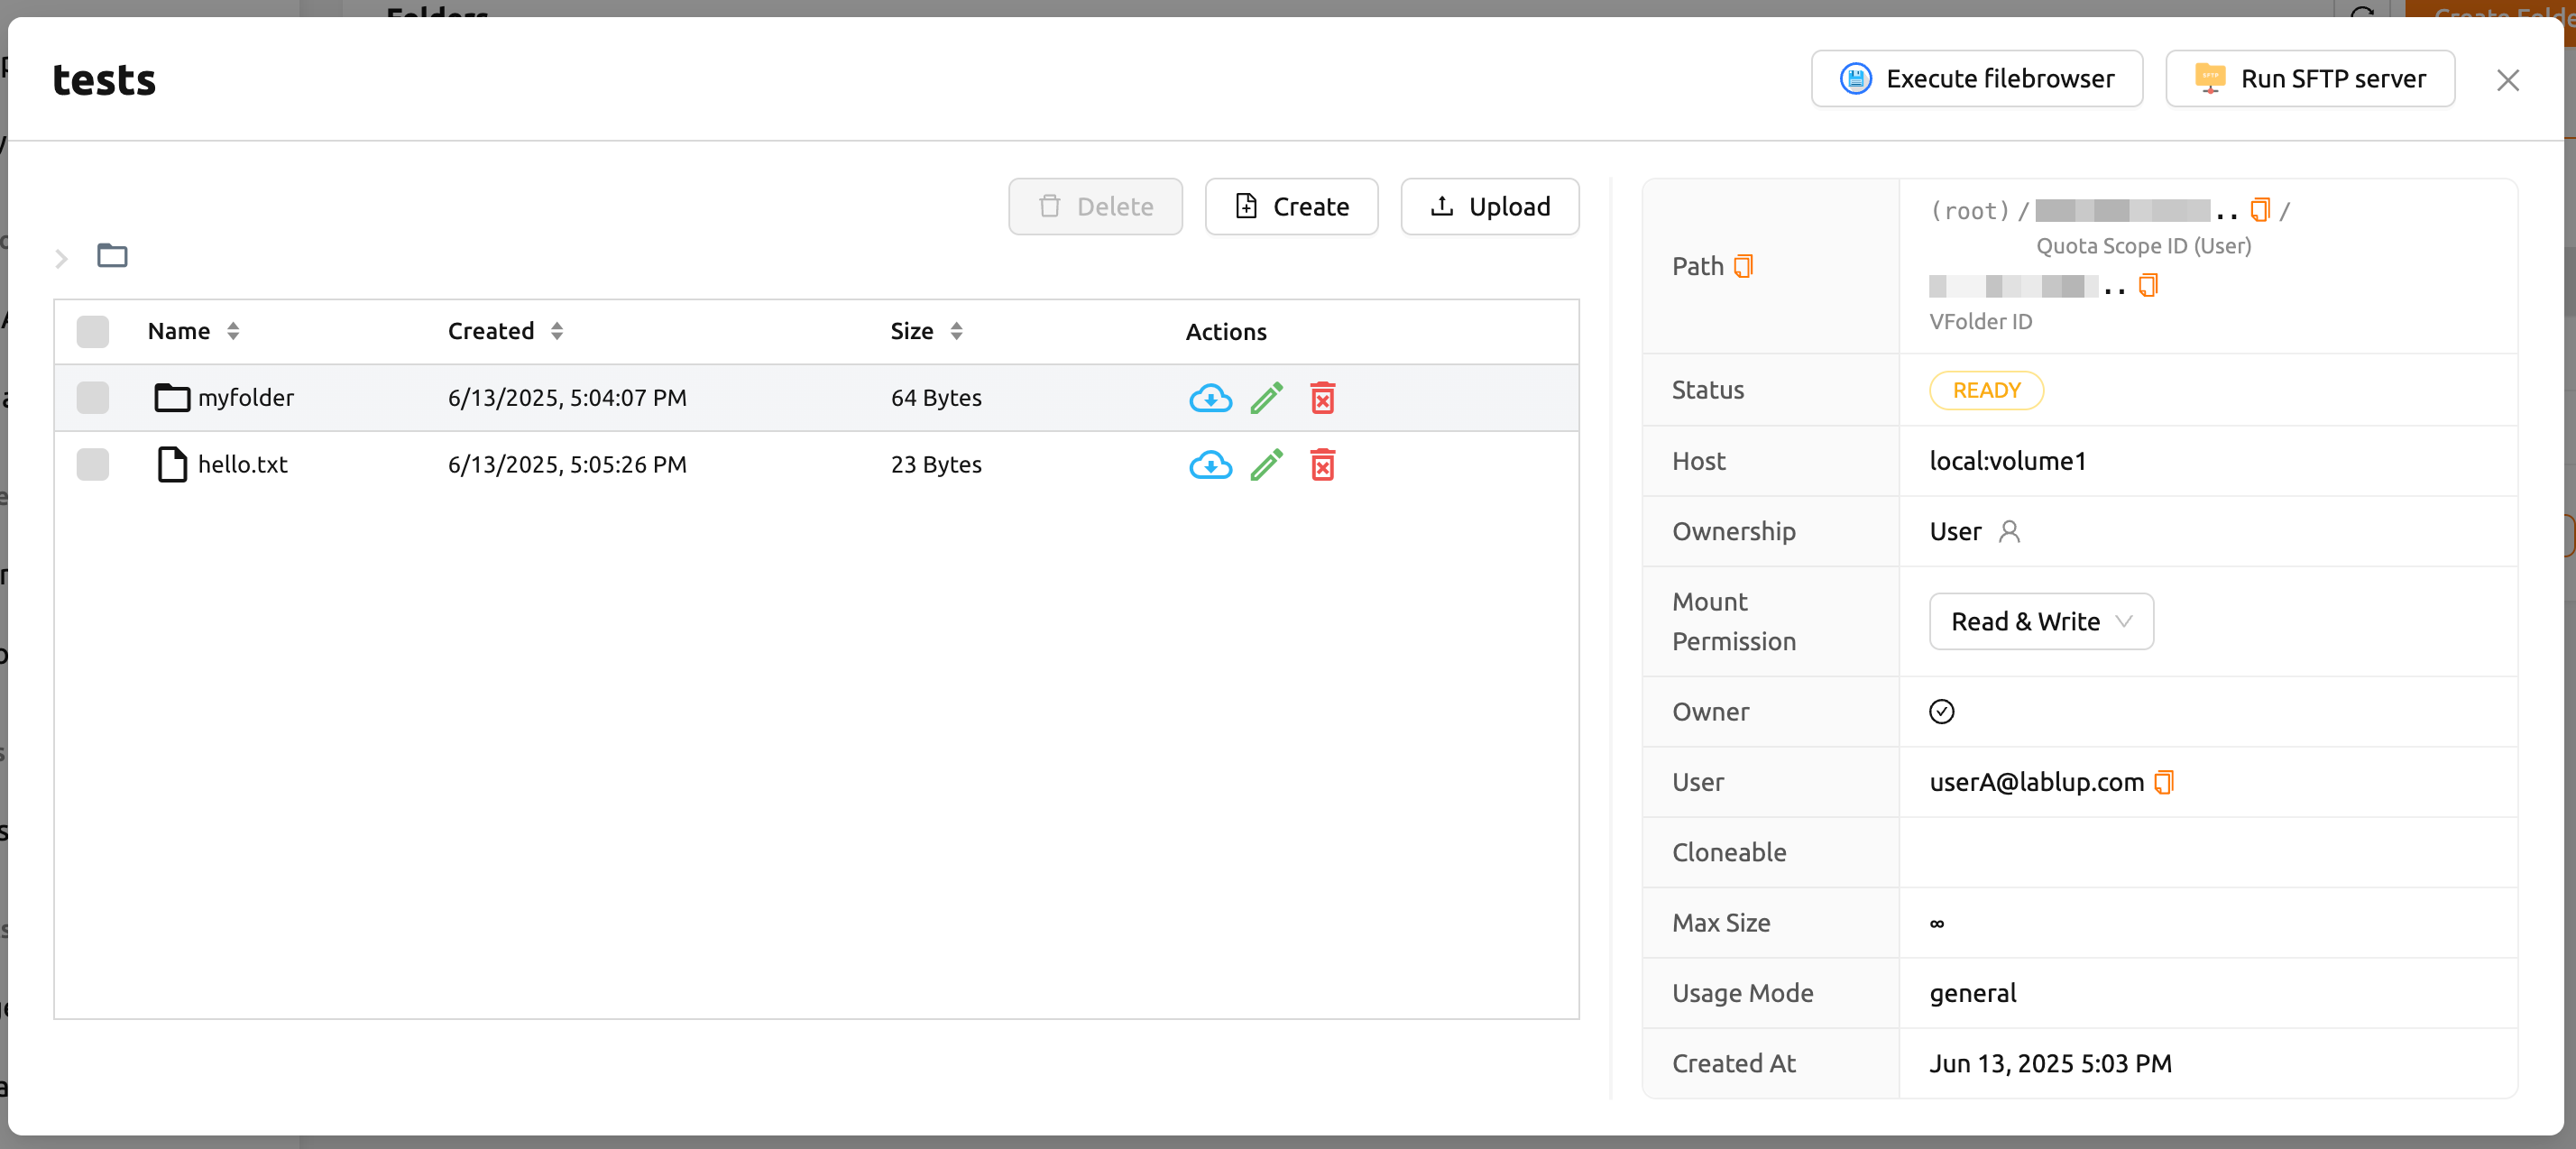 Folders
Create Folde
tests
Execute filebrowser
Run SFTP server
Delete
Create
Upload
Name
Created
Size
Actions
myfolder
6/13/2025, 5:04:07 PM
64 Bytes
hello.txt
6/13/2025, 5:05:26 PM
23 Bytes
Path
(root) / .. /
Quota Scope ID (User)
..
VFolder ID
Status
READY
Host
local:volume1
Ownership
User
Mount
Permission
Read & Write
Owner
User
userA@lablup.com
Cloneable
Max Size
∞
Usage Mode
general
Created At
Jun 13, 2025 5:03 PM